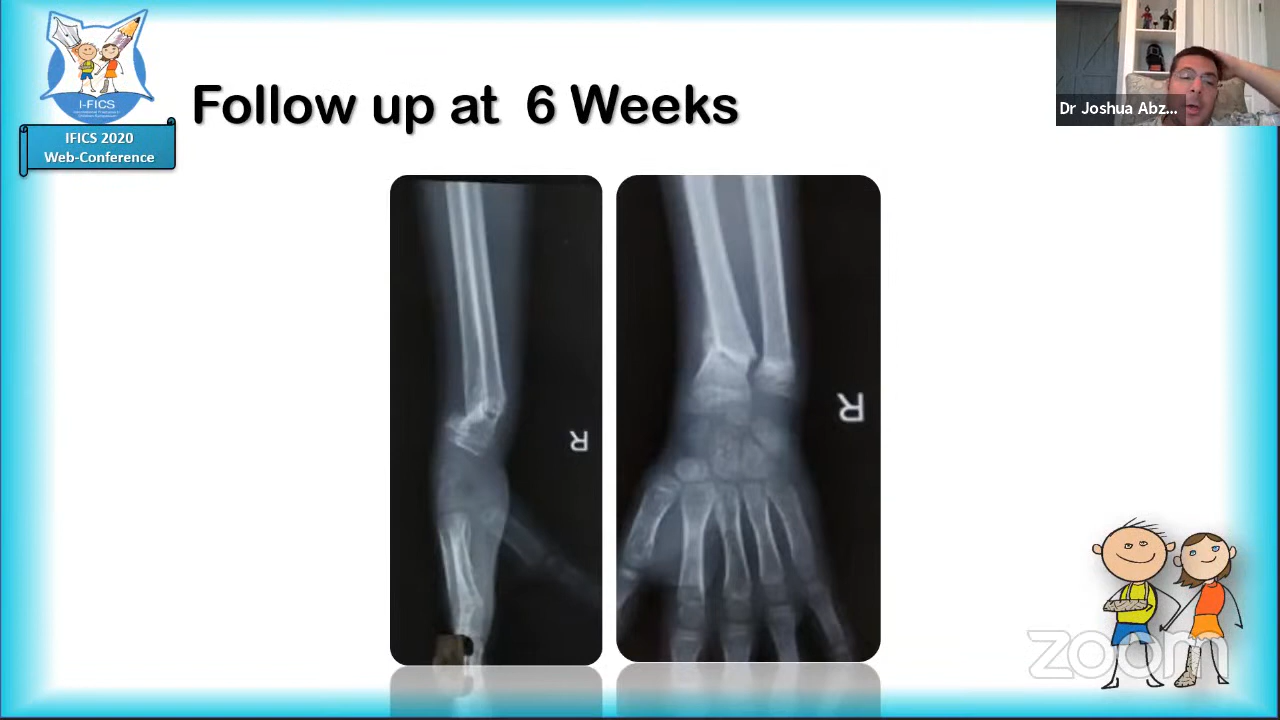 I-FICS
IFICS 2020
Web-Conference
Follow up at 6 Weeks
Dr Joshua Abz...
R
R
zoom